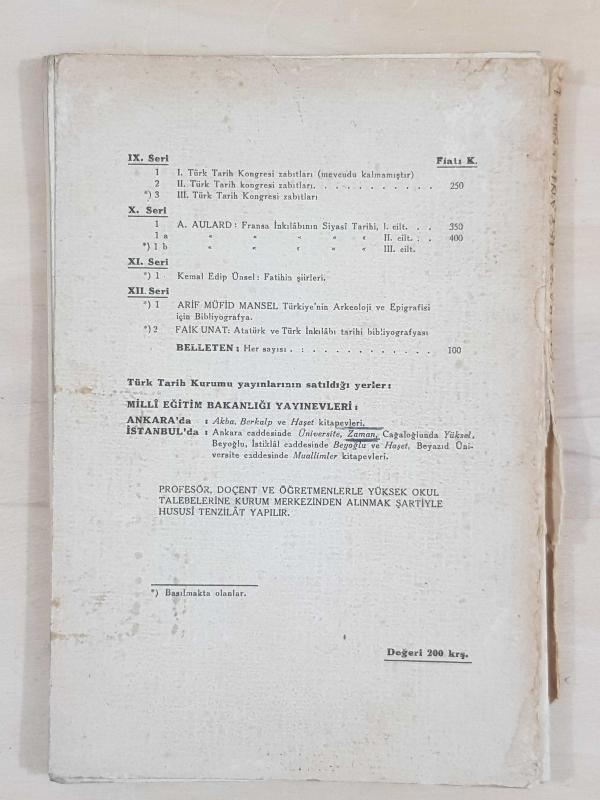 IX. Seri Fiatı K.
1 I. Türk Tarih Kongresi zabıtları (mevcudu kalmamıştır)
2 II. Türk Tarih kongresi zabıtları. . . . . . . . . . . 250
*) 3 III. Türk Tarih Kongresi zabıtları
X. Seri
1 A. AULARD : Fransa İnkılâbının Siyasî Tarihi, I. cilt. . . 350
1 a « « « « « II. cilt. : . 400
*) 1 b « « « « « III. cilt.
XI. Seri
*) 1 Kemal Edip Ünsel : Fatihin şiirleri.
XII. Seri
*) 1 ARİF MÜFİD MANSEL Türkiye'nin Arkeoloji ve Epigrafisi
için Bibliyografya.
*) 2 FAİK UNAT: Atatürk ve Türk İnkılâbı tarihi bibliyografyası
BELLETEN : Her sayısı . : . . . . . . . . . . . 100
Türk Tarih Kurumu yayınlarının satıldığı yerler :
MİLLÎ EĞİTİM BAKANLIĞI YAYINEVLERİ :
ANKARA'da : Akba, Berkalp ve Haşet kitapevleri.
İSTANBUL'da : Ankara caddesinde Üniversite, Zaman, Cağaloğlunda Yüksel,
Beyoğlu, İstiklâl caddesinde Beyoğlu ve Haşet, Beyazıd Üni-
versite caddesinde Muallimler kitapevleri.
PROFESÖR, DOÇENT VE ÖĞRETMENLERLE YÜKSEK OKUL
TALEBELERİNE KURUM MERKEZİNDEN ALINMAK ŞARTİYLE
HUSUSÎ TENZİLÂT YAPILIR.
*) Basılmakta olanlar.
Değeri 200 krş.